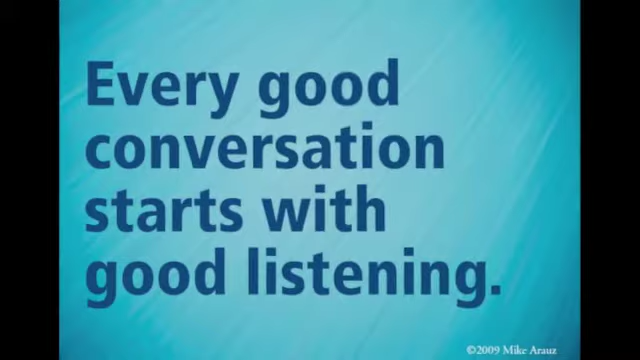 Every good
conversation
starts with
good listening.
©2009 Mike Arauz